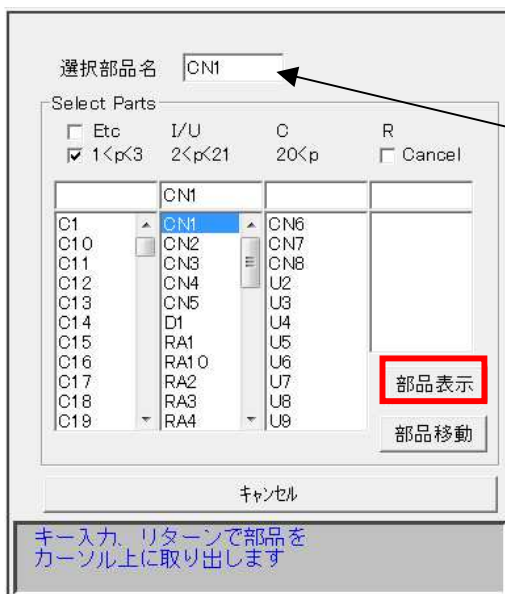 選択部品名 CN1
Select Parts
Etc I/U C R
1<p<3 2<p<21 20<p Cancel
CN1
C1 CN1 CN6
C10 CN2 CN7
C11 CN3 CN8
C12 CN4 U2
C13 CN5 U3
C14 D1 U4
C15 RA1 U5
C16 RA10 U6
C17 RA2 U7
部品表示
C18 RA3 U8
C19 RA4 U9
部品移動
キャンセル
キー入力、リターンで部品を
カーソル上に取り出します